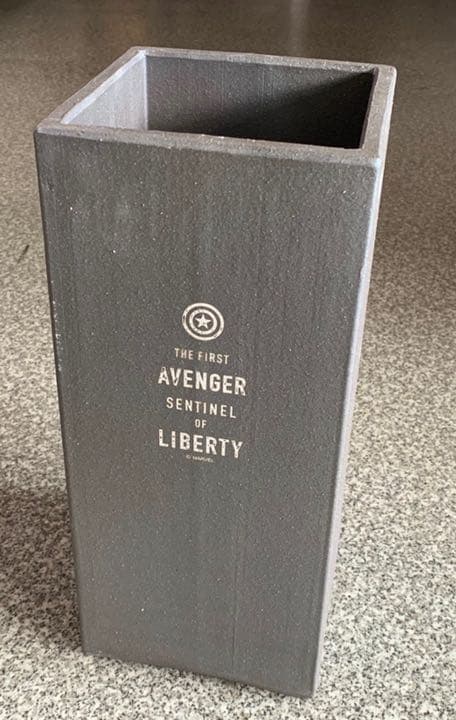 THE FIRST
AVENGER
SENTINEL
OF
LIBERTY
© MARVEL